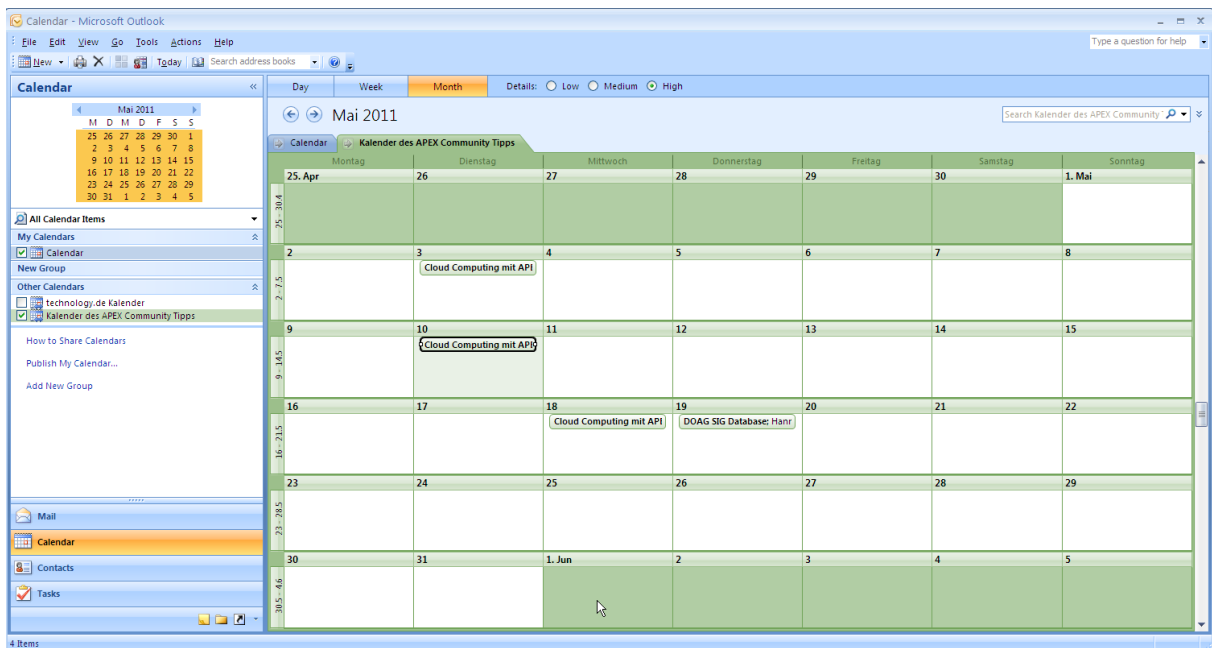 Calendar - Microsoft Outlook
File Edit View Go Tools Actions Help
Type a question for help
New Today Search address books
Calendar
Day Week Month Details: Low Medium High
Mai 2011
M D M D F S S
25 26 27 28 29 30 1
2 3 4 5 6 7 8
9 10 11 12 13 14 15
16 17 18 19 20 21 22
23 24 25 26 27 28 29
30 31 1 2 3 4 5
All Calendar Items
My Calendars
Calendar
New Group
Other Calendars
technology.de Kalender
Kalender des APEX Community Tipps
How to Share Calendars
Publish My Calendar...
Add New Group
Mail
Calendar
Contacts
Tasks
Mai 2011
Search Kalender des APEX Community
Calendar Kalender des APEX Community Tipps
Montag Dienstag Mittwoch Donnerstag Freitag Samstag Sonntag
25. Apr 26 27 28 29 30 1. Mai
25 - 30.4
2 3 4 5 6 7 8
Cloud Computing mit API
2 - 7.5
9 10 11 12 13 14 15
Cloud Computing mit API
9 - 14.5
16 17 18 19 20 21 22
Cloud Computing mit API DOAG SIG Database; Hanr
16 - 21.5
23 24 25 26 27 28 29
23 - 28.5
30 31 1. Jun 2 3 4 5
30.5 - 4.6
4 Items